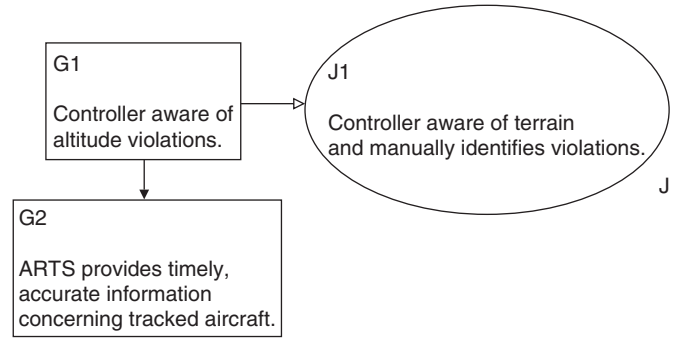 G1
Controller aware of
altitude violations.
J1
Controller aware of terrain
and manually identifies violations.
J
G2
ARTS provides timely,
accurate information
concerning tracked aircraft.